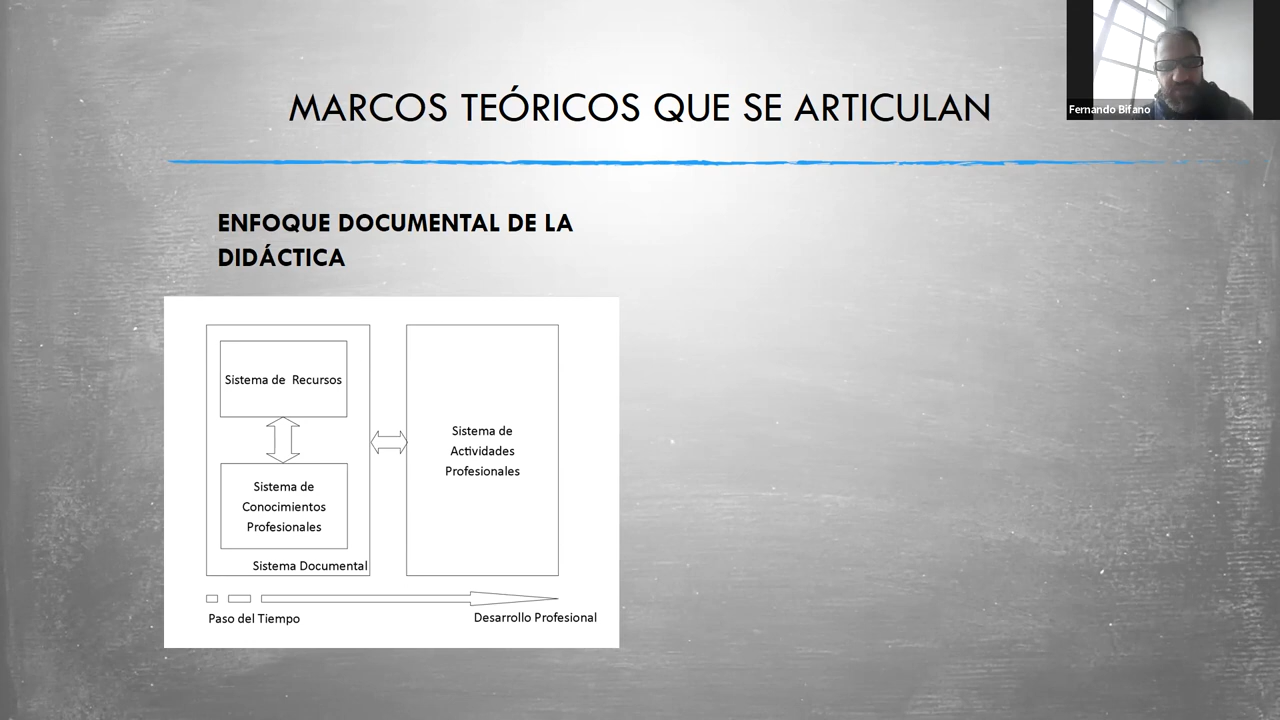 MARCOS TEÓRICOS QUE SE ARTICULAN
Fernando Bifano
ENFOQUE DOCUMENTAL DE LA
DIDÁCTICA
Sistema de Recursos
Sistema de
Conocimientos
Profesionales
Sistema Documental
Sistema de
Actividades
Profesionales
Paso del Tiempo
Desarrollo Profesional